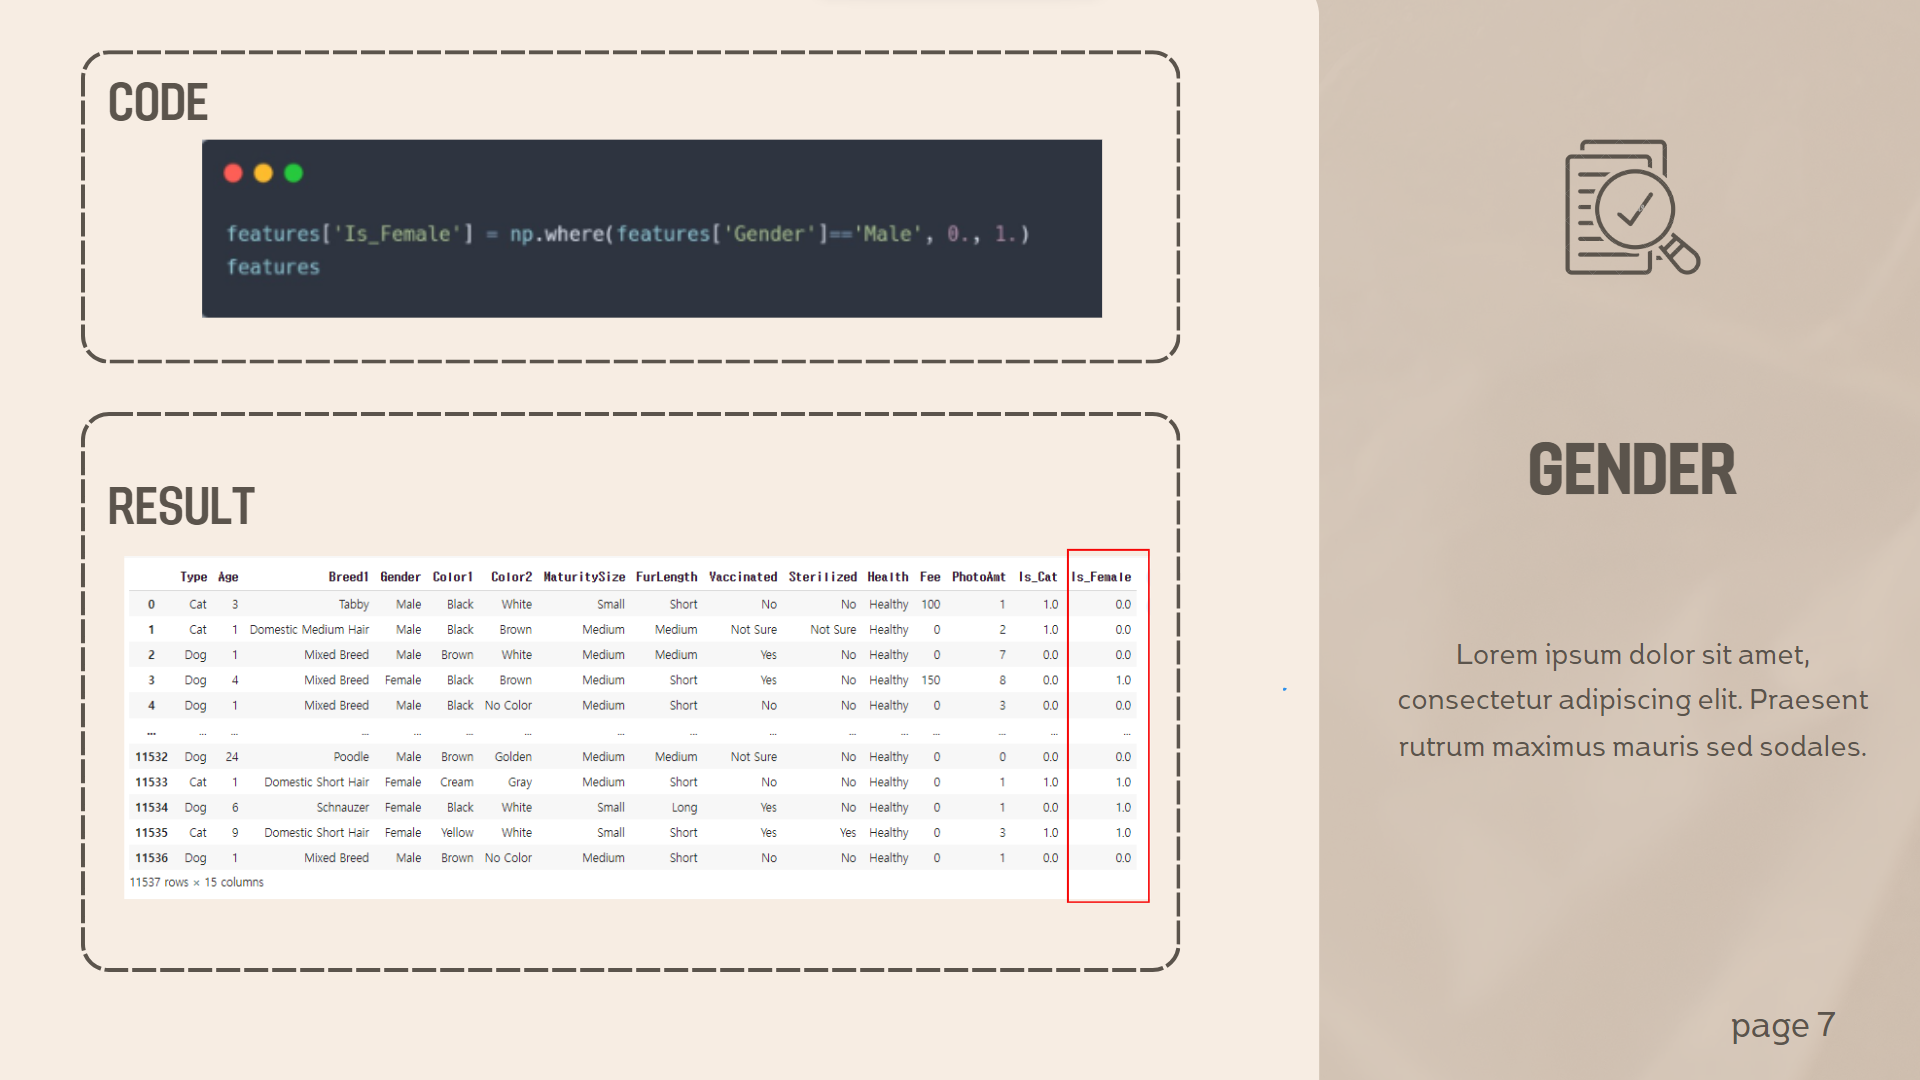 CODE
features['Is_Female'] = np.where(features['Gender']=='Male', 0., 1.)
features
RESULT
Type Age Breed1 Gender Color1 Color2 MaturitySize FurLength Vaccinated Sterilized Health Fee PhotoAmt Is_Cat Is_Female
0 Cat 3 Tabby Male Black White Small Short No No Healthy 100 1 1.0 0.0
1 Cat 1 Domestic Medium Hair Male Black Brown Medium Medium Not Sure Not Sure Healthy 0 2 1.0 0.0
2 Dog 1 Mixed Breed Male Brown White Medium Medium Yes No Healthy 0 7 0.0 0.0
3 Dog 4 Mixed Breed Female Black Brown Medium Short Yes No Healthy 150 8 0.0 1.0
4 Dog 1 Mixed Breed Male Black No Color Medium Short No No Healthy 0 3 0.0 0.0
... ... ... ... ... ... ... ... ... ... ... ... ... ... ... ...
11532 Dog 24 Poodle Male Brown Golden Medium Medium Not Sure No Healthy 0 0 0.0 0.0
11533 Cat 1 Domestic Short Hair Female Cream Gray Medium Short No No Healthy 0 1 1.0 1.0
11534 Dog 6 Schnauzer Female Black White Small Long Yes No Healthy 0 1 0.0 1.0
11535 Cat 9 Domestic Short Hair Female Yellow White Small Short Yes Yes Healthy 0 3 1.0 1.0
11536 Dog 1 Mixed Breed Male Brown No Color Medium Short No No Healthy 0 1 0.0 0.0
11537 rows × 15 columns
GENDER
Lorem ipsum dolor sit amet,
consectetur adipiscing elit. Praesent
rutrum maximus mauris sed sodales.
page 7